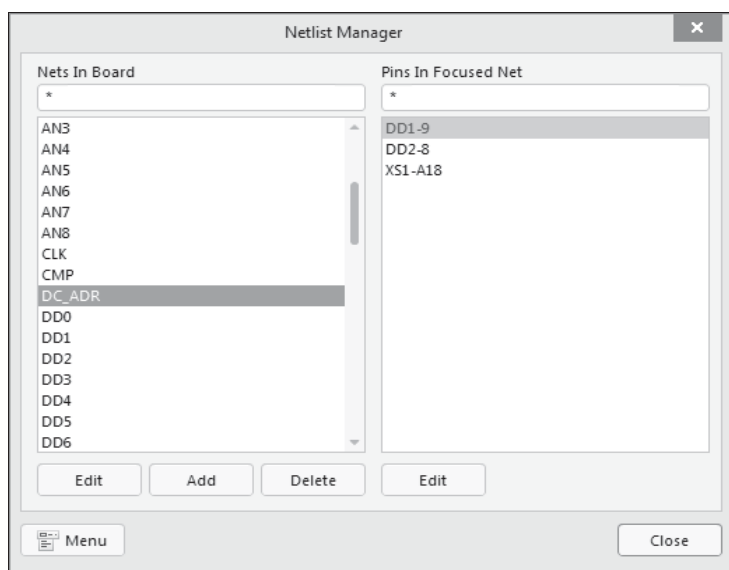 Netlist Manager
Nets In Board
*
AN3
AN4
AN5
AN6
AN7
AN8
CLK
CMP
DC_ADR
DD0
DD1
DD2
DD3
DD4
DD5
DD6
Edit Add Delete
Pins In Focused Net
*
DD1-9
DD2-8
XS1-A18
Edit
Menu
Close